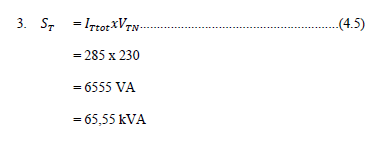 3. S_T = I_Ttot x V_TN.......................................................(4.5)
= 285 x 230
= 6555 VA
= 65,55 kVA